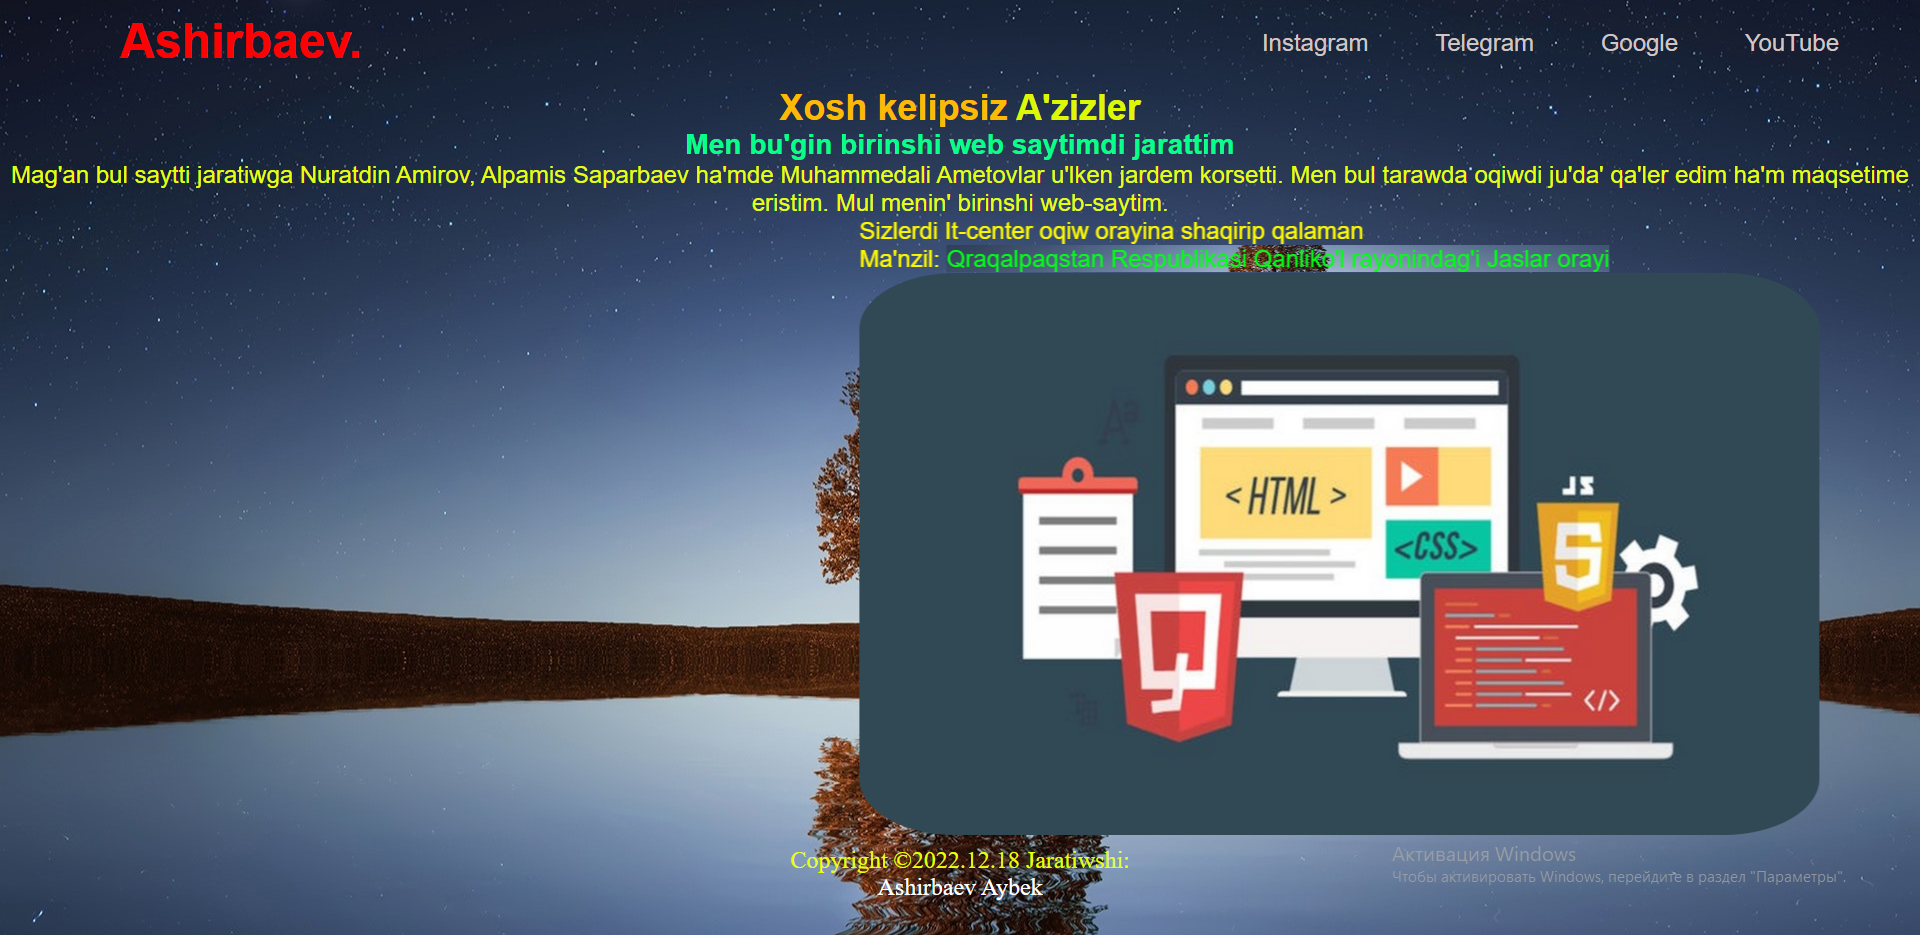 Ashirbaev.
Instagram Telegram Google YouTube
Xosh kelipsiz A'zizler
Men bu'gin birinshi web saytimdi jarattim
Mag'an bul saytti jaratiwga Nuratdin Amirov, Alpamis Saparbaev ha'mde Muhammedali Ametovlar u'lken jardem korsetti. Men bul tarawda oqiwdi ju'da' qa'ler edim ha'm maqsetime
eristim. Mul menin' birinshi web-saytim.
Sizlerdi It-center oqiw orayina shaqirip qalaman
Ma'nzil: Qraqalpaqstan Respublikasi Qanliko'l rayonindag'i Jaslar orayi
Aa
< HTML >
<CSS>
JS
</>
Copyright ©2022.12.18 Jaratiwshi:
Ashirbaev Aybek
Активация Windows
Чтобы активировать Windows, перейдите в раздел "Параметры".